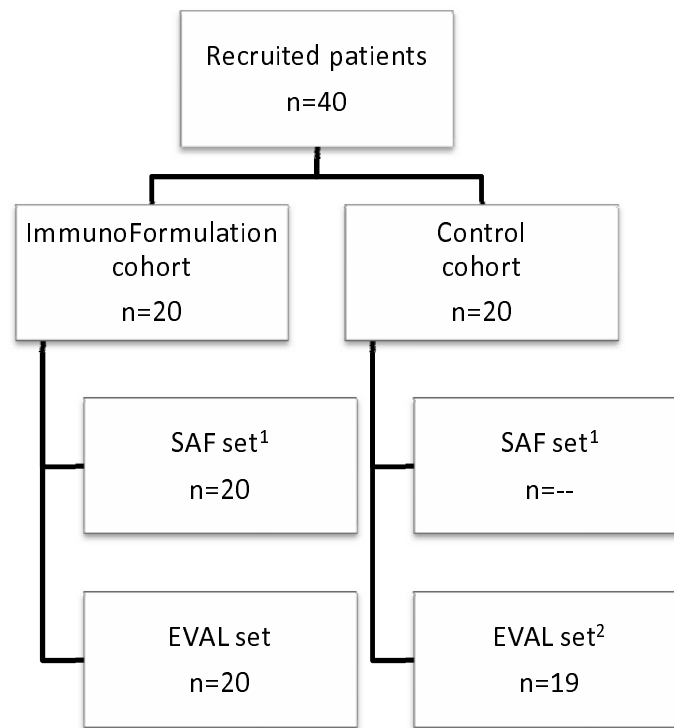 Recruited patients
n=40
ImmunoFormulation
cohort
n=20
Control
cohort
n=20
SAF set¹
n=20
SAF set¹
n=--
EVAL set
n=20
EVAL set²
n=19